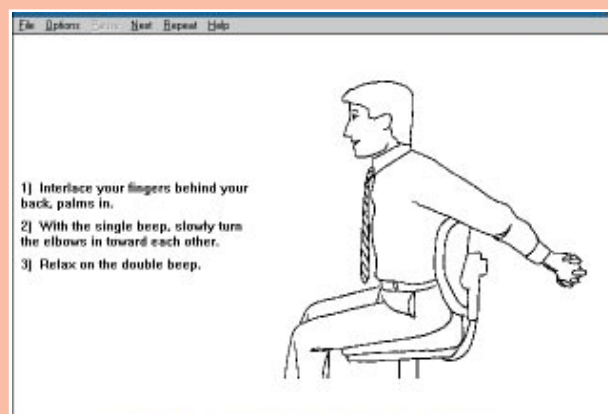 File Options Next Repeat Help
1) Interlace your fingers behind your
back, palms in.
2) With the single beep, slowly turn
the elbows in toward each other.
3) Relax on the double beep.